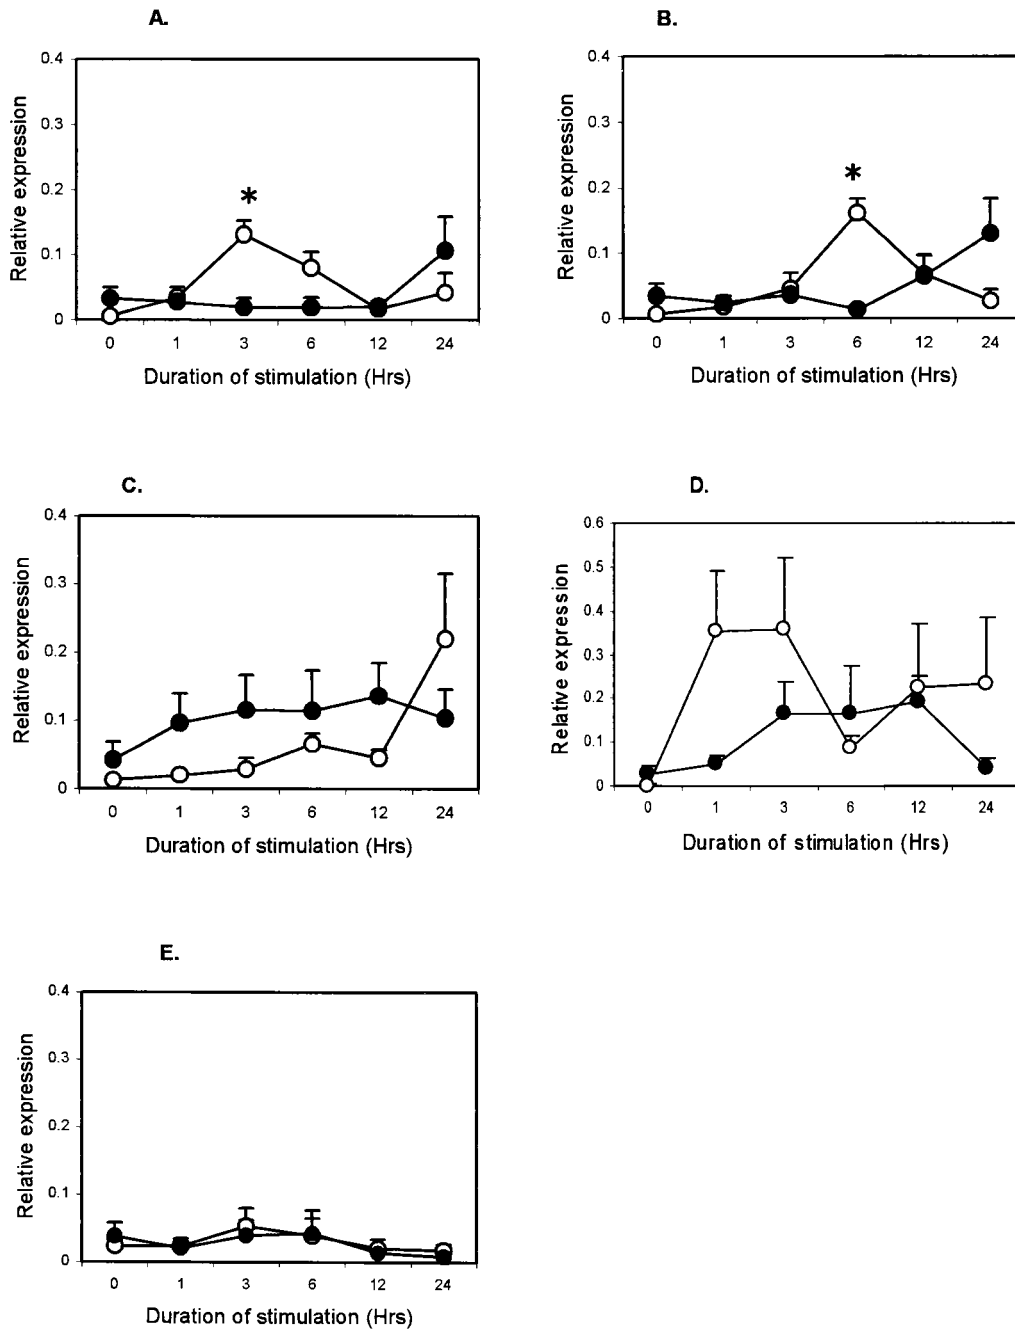 A.
0.4
0.3
0.2
0.1
0
Relative expression
*
0 1 3 6 12 24
Duration of stimulation (Hrs)
B.
0.4
0.3
0.2
0.1
0
Relative expression
*
0 1 3 6 12 24
Duration of stimulation (Hrs)
C.
0.4
0.3
0.2
0.1
0
Relative expression
0 1 3 6 12 24
Duration of stimulation (Hrs)
D.
0.6
0.5
0.4
0.3
0.2
0.1
0
Relative expression
0 1 3 6 12 24
Duration of stimulation (Hrs)
E.
0.4
0.3
0.2
0.1
0
Relative expression
0 1 3 6 12 24
Duration of stimulation (Hrs)